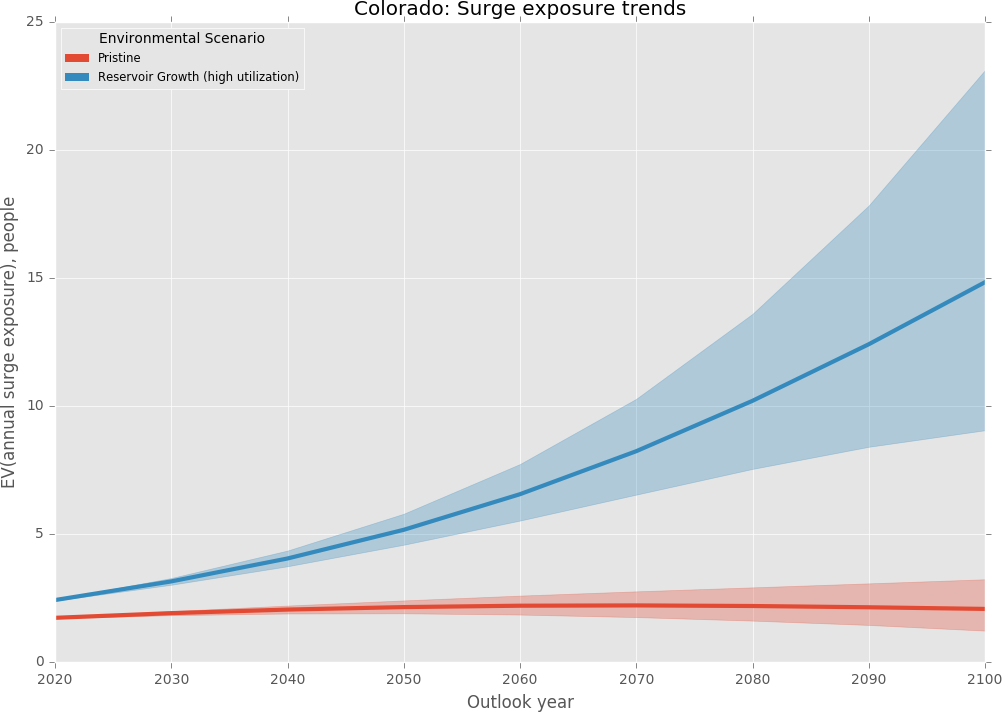 Colorado: Surge exposure trends
Environmental Scenario
Pristine
Reservoir Growth (high utilization)
EV(annual surge exposure), people
25
20
15
10
5
0
2020 2030 2040 2050 2060 2070 2080 2090 2100
Outlook year